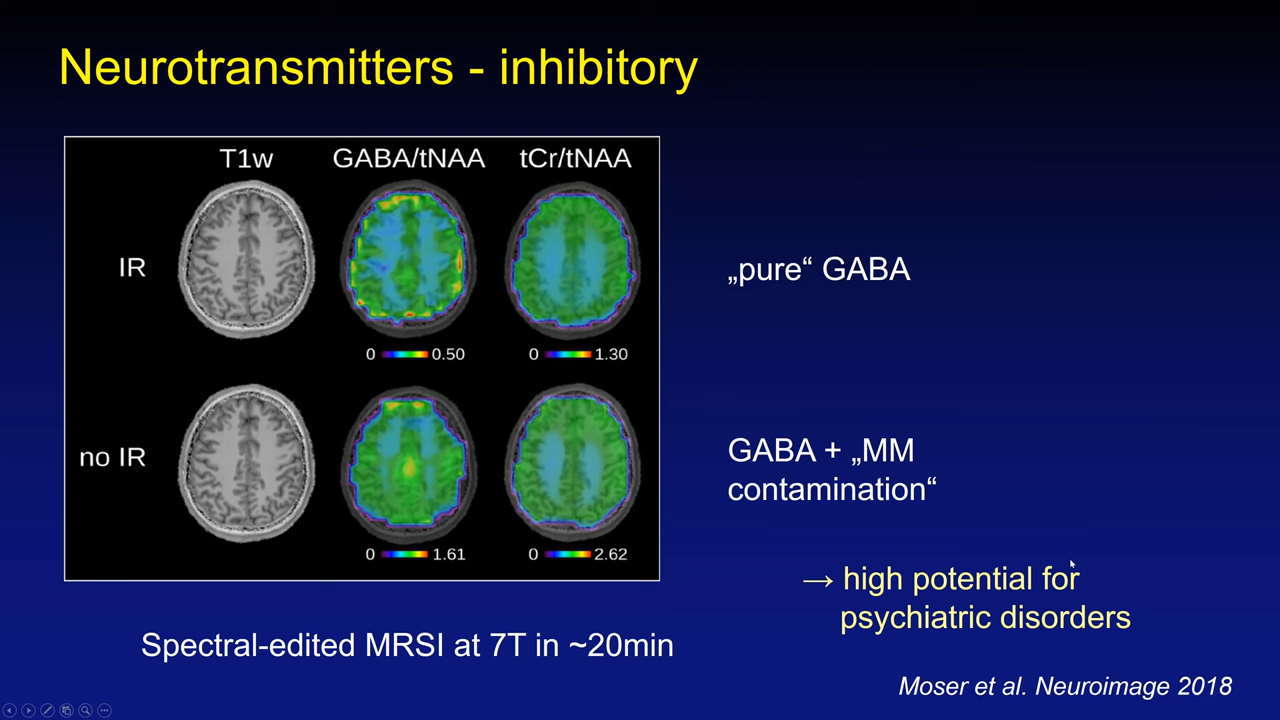 Neurotransmitters - inhibitory
T1w GABA/tNAA tCr/tNAA
IR
„pure“ GABA
0 0.50 0 1.30
no IR
GABA + „MM
contamination“
0 1.61 0 2.62
→ high potential for
psychiatric disorders
Spectral-edited MRSI at 7T in ~20min
Moser et al. Neuroimage 2018